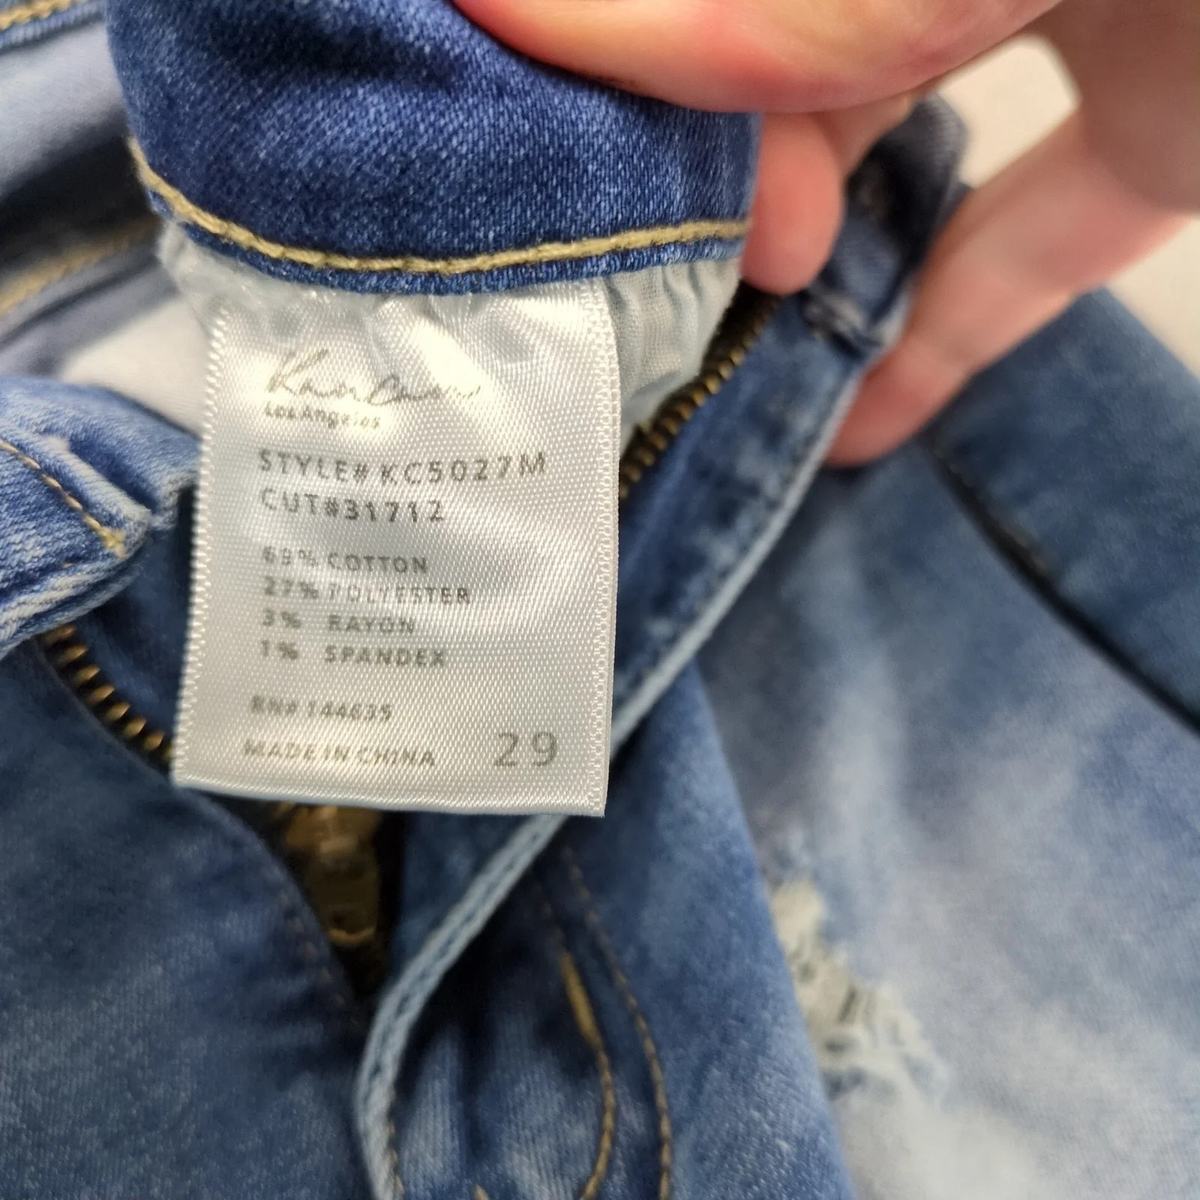 KanCan
Los Angeles
STYLE# KC5027M
CUT#31712
69% COTTON
27% POLYESTER
3% RAYON
1% SPANDEX
RN# 144635
MADE IN CHINA
29